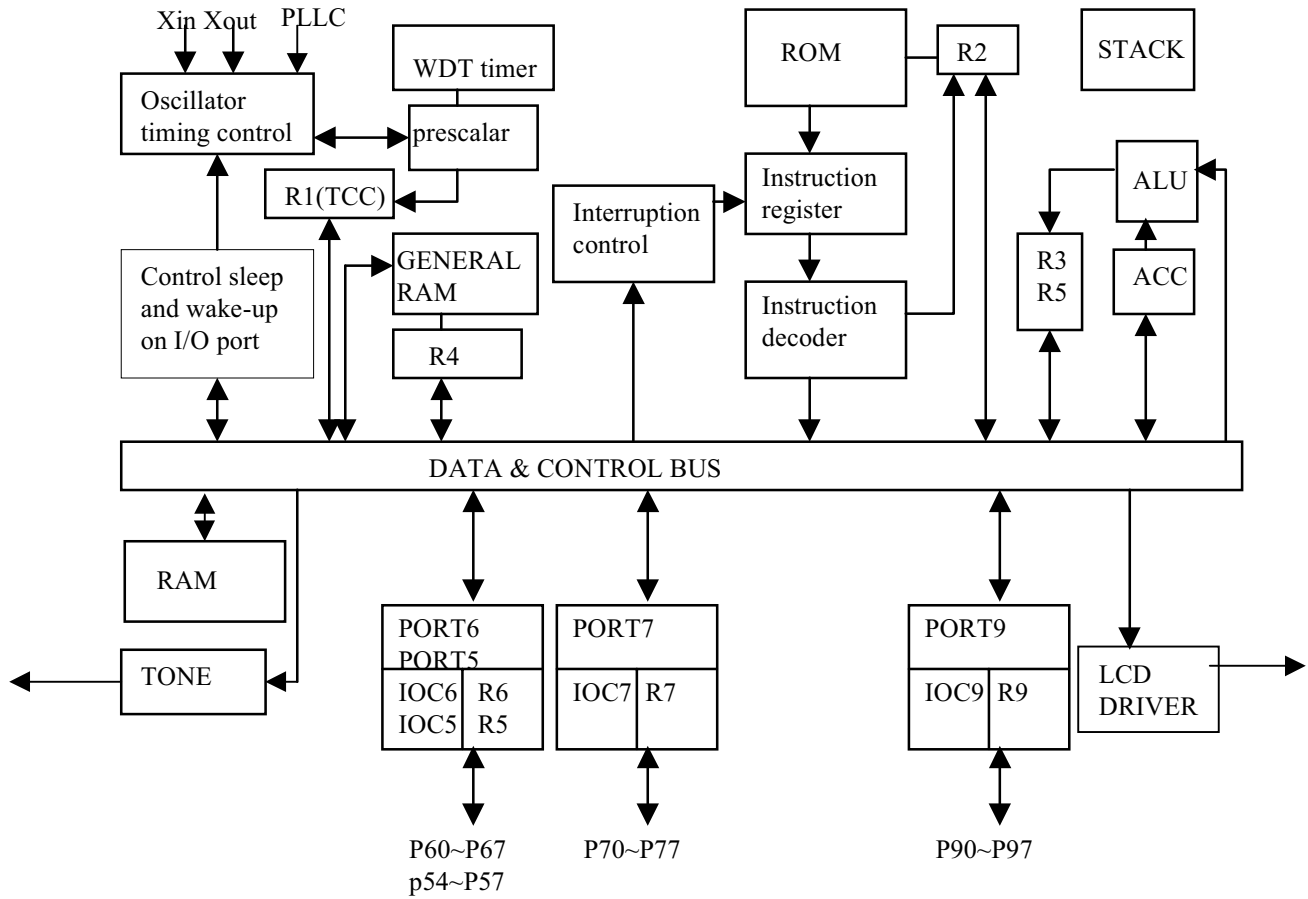 Xin Xout
PLLC
WDT timer
ROM
R2
STACK
Oscillator
timing control
prescalar
R1(TCC)
Interruption
control
Instruction
register
ALU
Control sleep
and wake-up
on I/O port
GENERAL
RAM
R4
Instruction
decoder
R3
R5
ACC
DATA & CONTROL BUS
RAM
TONE
PORT6
PORT5
IOC6
IOC5
R6
R5
PORT7
IOC7
R7
PORT9
IOC9
R9
LCD
DRIVER
P60~P67
p54~P57
P70~P77
P90~P97